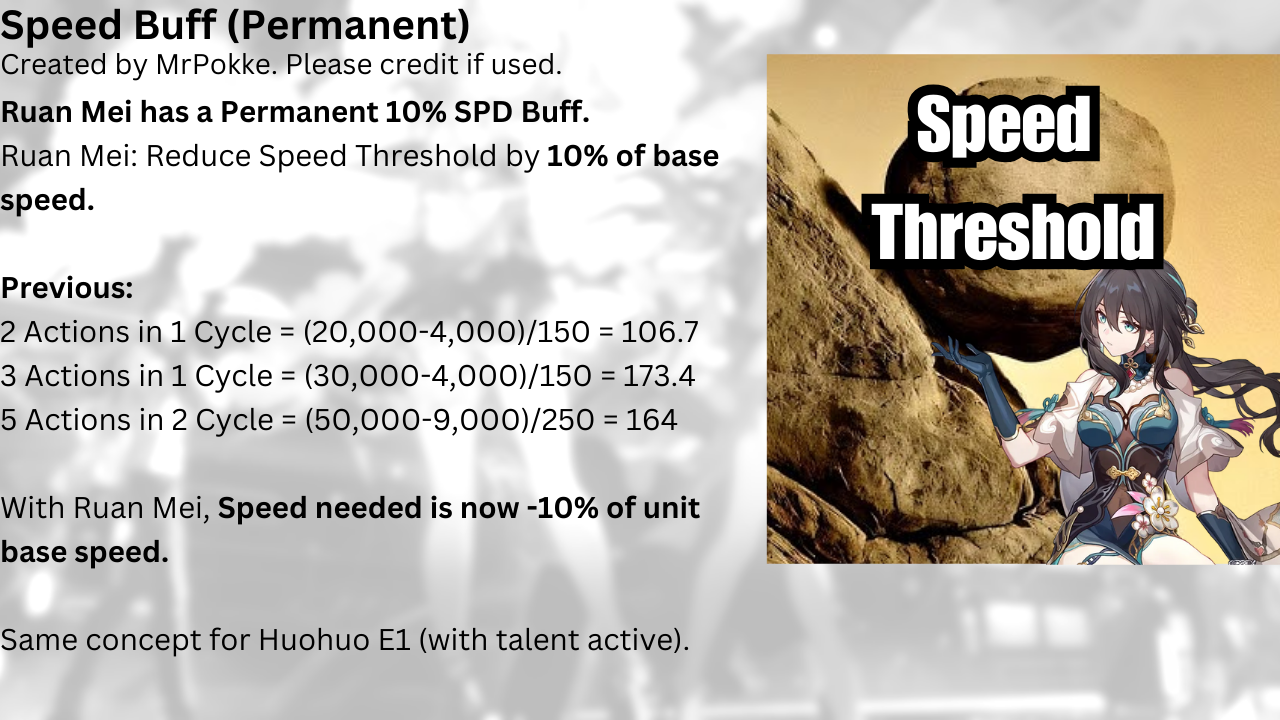 Speed Buff (Permanent)
Created by MrPokke. Please credit if used.
Ruan Mei has a Permanent 10% SPD Buff.
Ruan Mei: Reduce Speed Threshold by 10% of base
speed.
Previous:
2 Actions in 1 Cycle = (20,000-4,000)/150 = 106.7
3 Actions in 1 Cycle = (30,000-4,000)/150 = 173.4
5 Actions in 2 Cycle = (50,000-9,000)/250 = 164
With Ruan Mei, Speed needed is now -10% of unit
base speed.
Same concept for Huohuo E1 (with talent active).
Speed
Threshold